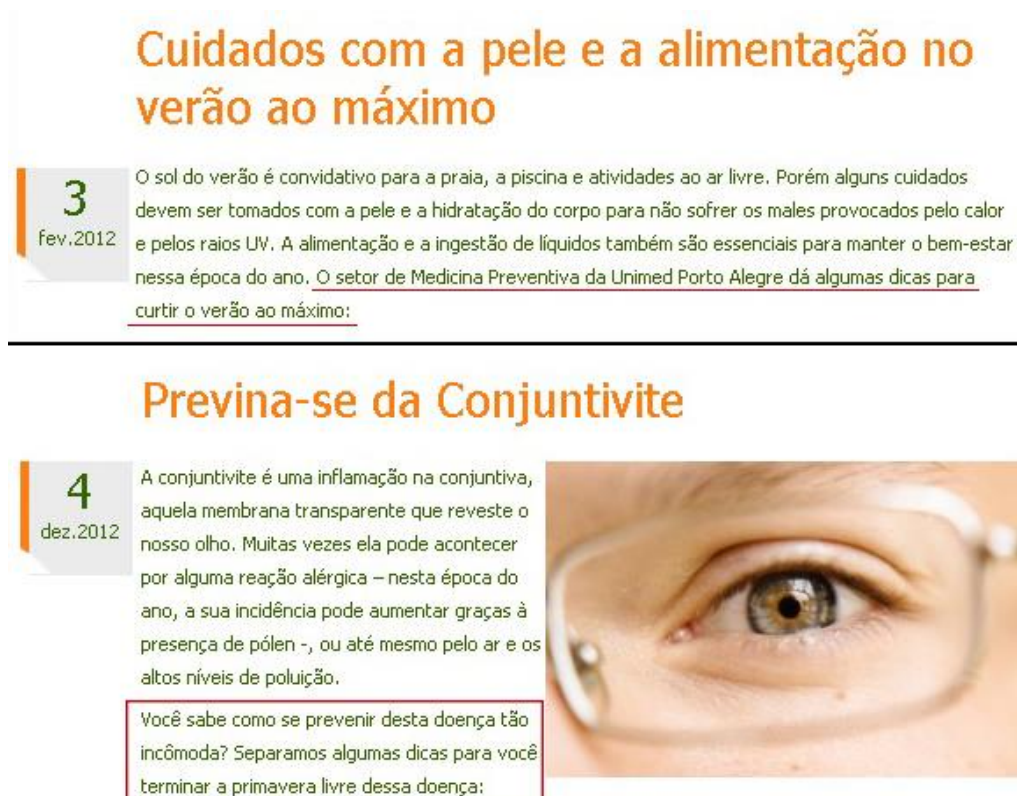 Cuidados com a pele e a alimentação no
verão ao máximo
3
fev.2012
O sol do verão é convidativo para a praia, a piscina e atividades ao ar livre. Porém alguns cuidados
devem ser tomados com a pele e a hidratação do corpo para não sofrer os males provocados pelo calor
e pelos raios UV. A alimentação e a ingestão de líquidos também são essenciais para manter o bem-estar
nessa época do ano. O setor de Medicina Preventiva da Unimed Porto Alegre dá algumas dicas para
curtir o verão ao máximo:
Previna-se da Conjuntivite
4
dez.2012
A conjuntivite é uma inflamação na conjuntiva,
aquela membrana transparente que reveste o
nosso olho. Muitas vezes ela pode acontecer
por alguma reação alérgica – nesta época do
ano, a sua incidência pode aumentar graças à
presença de pólen -, ou até mesmo pelo ar e os
altos níveis de poluição.
Você sabe como se prevenir desta doença tão
incômoda? Separamos algumas dicas para você
terminar a primavera livre dessa doença: